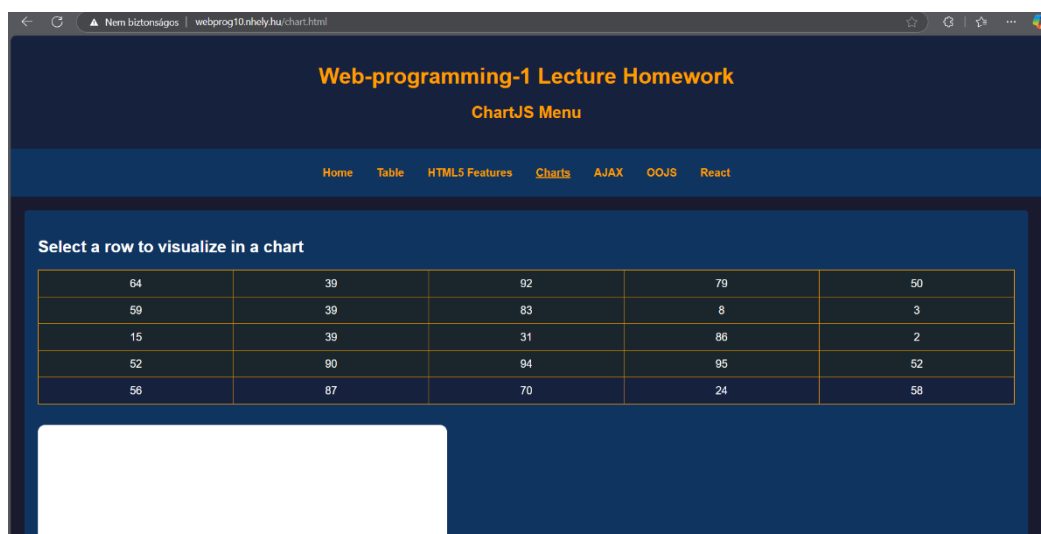 Nem biztonságos | webprog10.nhely.hu/chart.html
Web-programming-1 Lecture Homework
ChartJS Menu
Home Table HTML5 Features Charts AJAX OOJS React
Select a row to visualize in a chart
64 39 92 79 50
59 39 83 8 3
15 39 31 86 2
52 90 94 95 52
56 87 70 24 58